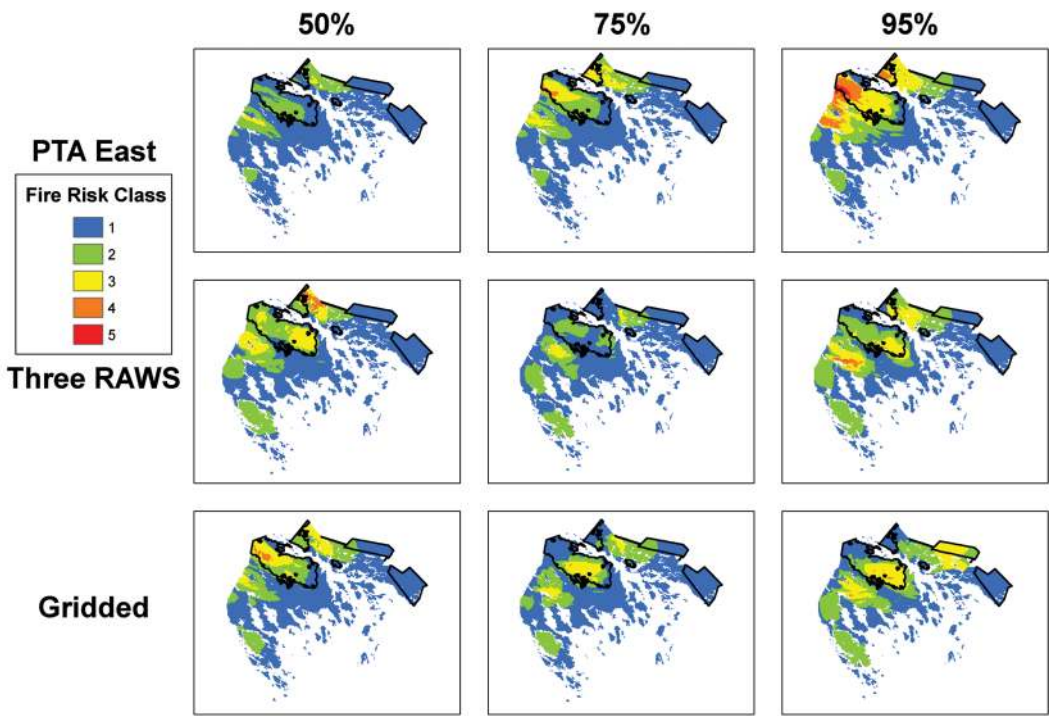 50%
75%
95%
PTA East
Fire Risk Class
1
2
3
4
5
Three RAWS
Gridded